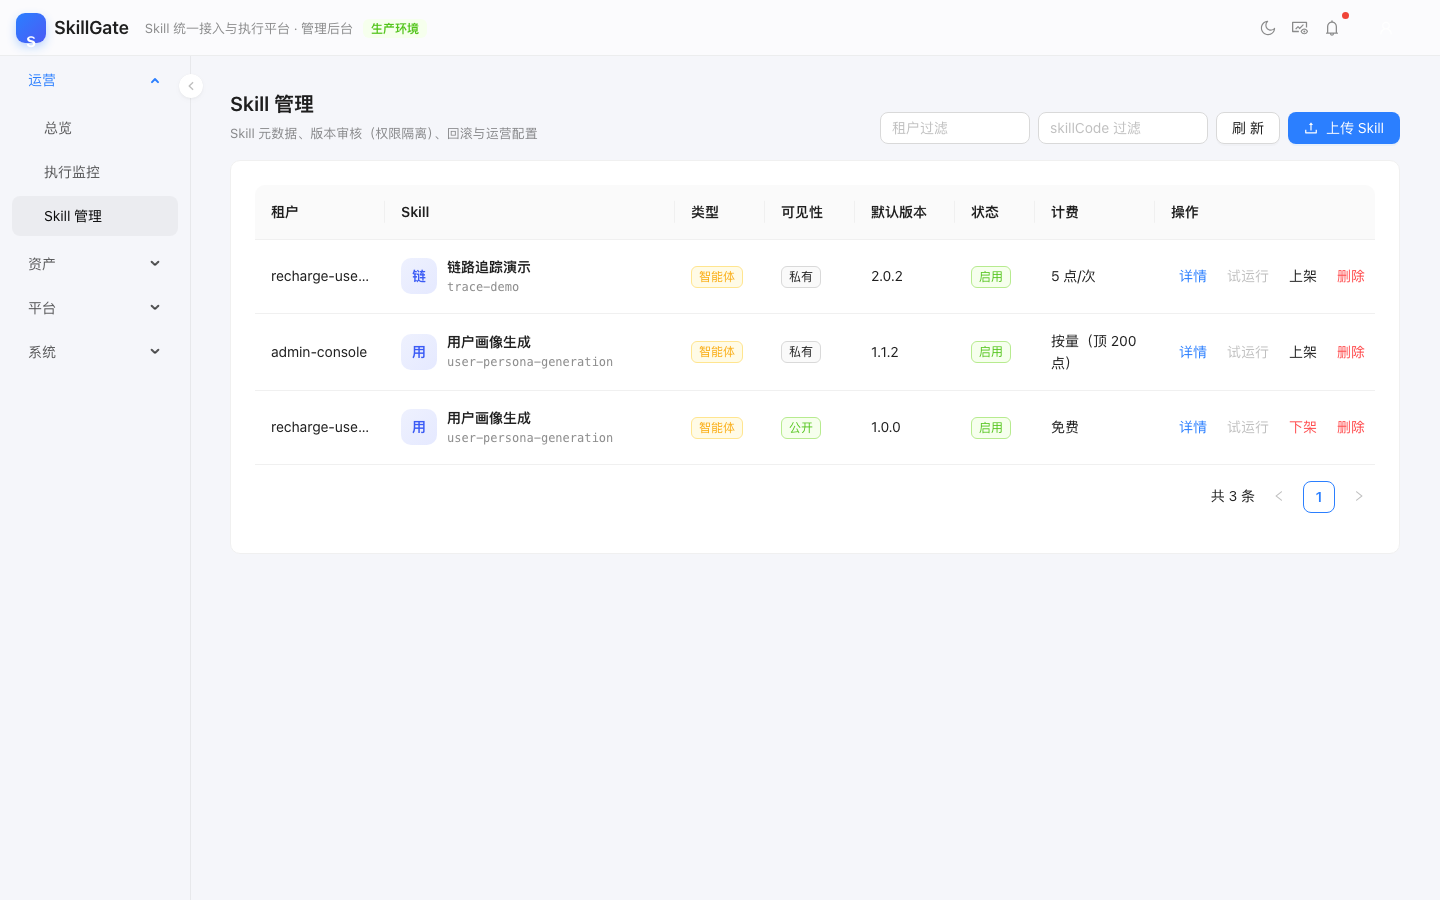 S
SkillGate
Skill 统一接入与执行平台 · 管理后台
生产环境
运营
总览
执行监控
Skill 管理
资产
平台
系统
Skill 管理
Skill 元数据、版本审核（权限隔离）、回滚与运营配置
租户过滤
skillCode 过滤
刷 新
上传 Skill
租户 Skill 类型 可见性 默认版本 状态 计费 操作
recharge-use... 链 链路追踪演示 智能体 私有 2.0.2 启用 5 点/次 详情 试运行 上架 删除
trace-demo
admin-console 用 用户画像生成 智能体 私有 1.1.2 启用 按量（顶 200 详情 试运行 上架 删除
user-persona-generation 点）
recharge-use... 用 用户画像生成 智能体 公开 1.0.0 启用 免费 详情 试运行 下架 删除
user-persona-generation
共 3 条 1